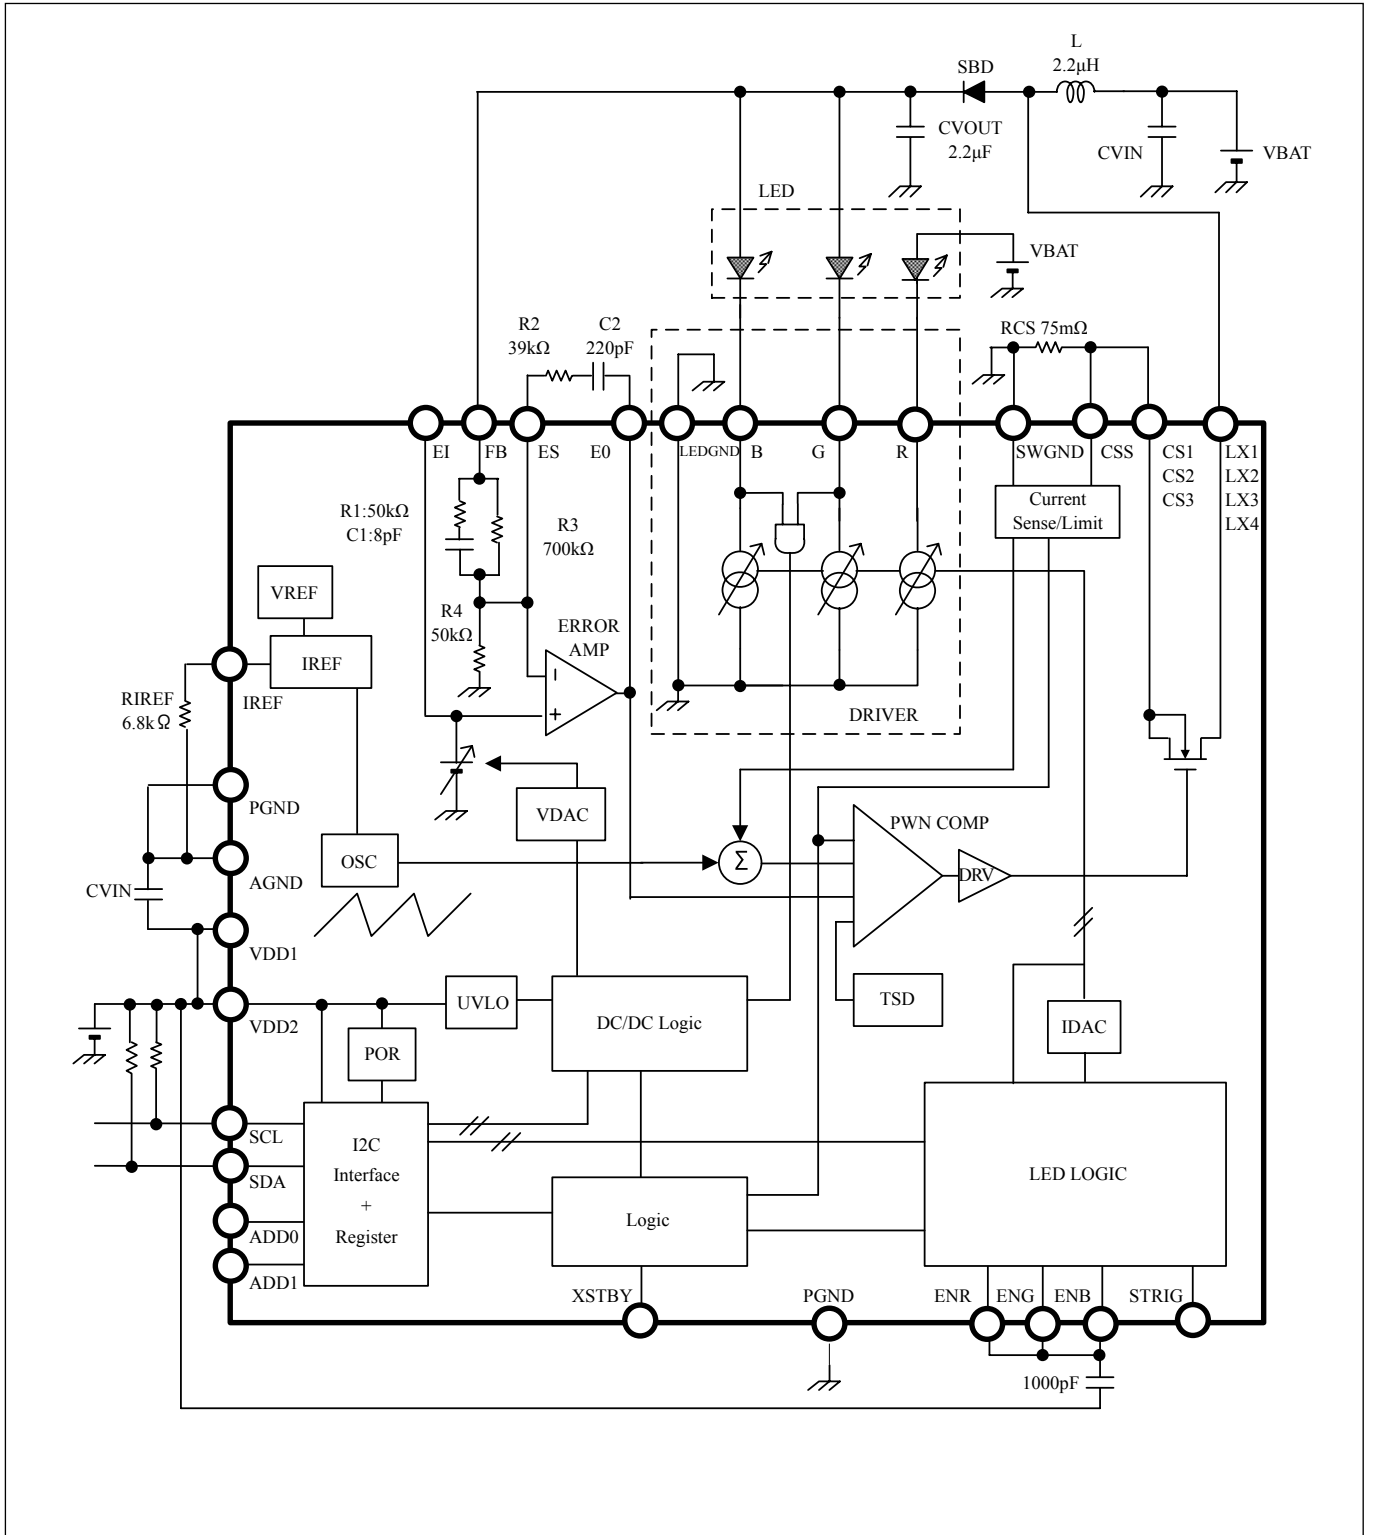 L
2.2μH
SBD
CVOUT
2.2μF
CVIN
VBAT
LED
VBAT
R2
39kΩ
C2
220pF
RCS 75mΩ
EI
FB
ES
E0
LEDGND
B
G
R
SWGND
CSS
CS1
CS2
CS3
LX1
LX2
LX3
LX4
Current
Sense/Limit
R1:50kΩ
C1:8pF
R3
700kΩ
VREF
R4
50kΩ
ERROR
AMP
IREF
IREF
RIREF
6.8kΩ
DRIVER
PGND
VDAC
PWN COMP
OSC
Σ
DRV
AGND
CVIN
VDD1
UVLO
DC/DC Logic
TSD
VDD2
IDAC
POR
SCL
I2C
Interface
+
Register
SDA
LED LOGIC
Logic
ADD0
ADD1
XSTBY
PGND
ENR
ENG
ENB
STRIG
1000pF